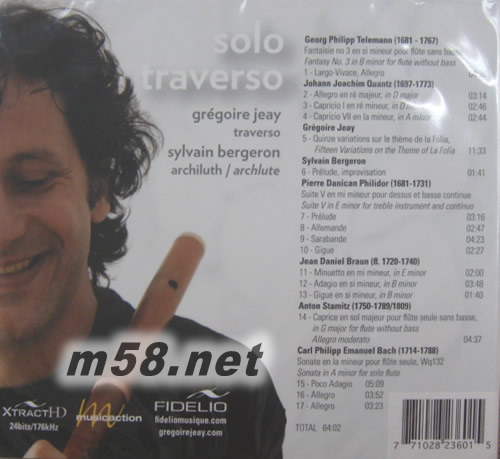 solo
traverso
grégoire jeay
traverso
sylvain bergeron
archiluth / archlute
Georg Philipp Telemann (1681 - 1767)
Fantaisie no 3 en si mineur pour flûte sans basse
Fantasy No. 3 in B minor for flute without bass
1 - Largo-Vivace, Allegro
Johann Joachim Quantz (1697-1773)
2 - Allegro en ré majeur, in D major 03:14
3 - Capricio I en ré mineur, in D 02:46
4 - Capricio VII en la mineur, in A minor 02:44
Grégoire Jeay
5 - Quinze variations sur le thème de la Folia,
Fifteen Variations on the Theme of La Folia 11:33
Sylvain Bergeron
6 - Prélude, improvisation 01:41
Pierre Danican Philidor (1681-1731)
Suite V en mi mineur pour dessus et basse continue
Suite V in E minor for treble instrument and continuo
7 - Prélude 03:16
8 - Allemande 02:47
9 - Sarabande 04:23
10 - Gigue 02:27
Jean Daniel Braun (fl. 1720-1740)
11 - Minuetto en mi mineur, in E minor 02:00
12 - Adagio en si mineur, in B minor 03:48
13 - Gigue en si mineur, in B minor 01:40
Anton Stamitz (1750-1789/1809)
14 - Caprice en sol majeur pour flûte seule sans basse,
in G major for flute without bass
Allegro moderato 04:37
Carl Philipp Emanuel Bach (1714-1788)
Sonate en la mineur pour flûte seule, Wq132
Sonata in A minor for solo flute
15 - Poco Adagio 05:09
16 - Allegro 03:52
17 - Allegro 03:23
TOTAL 64:02
m58.net
XTRACTHD
24bits/176kHz
m
musicaction
FIDELIO
fideliomusique.com
gregoirejeay.com
7 71028 23601 5